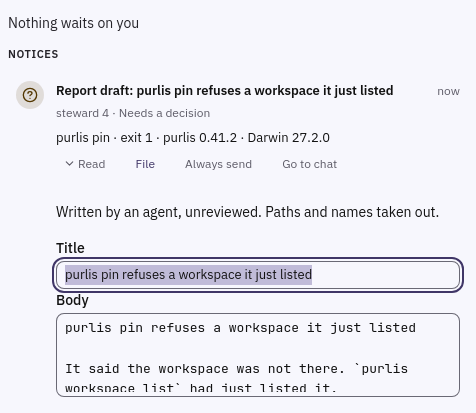 Nothing waits on you
NOTICES
Report draft: purlis pin refuses a workspace it just listed now
steward 4 · Needs a decision
purlis pin · exit 1 · purlis 0.41.2 · Darwin 27.2.0
Read File Always send Go to chat
Written by an agent, unreviewed. Paths and names taken out.
Title
purlis pin refuses a workspace it just listed
Body
purlis pin refuses a workspace it just listed
It said the workspace was not there. `purlis
workspace list` had just listed it.